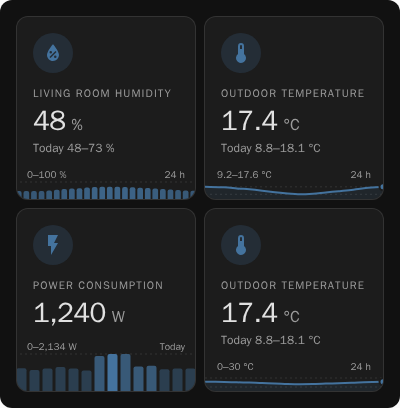 LIVING ROOM HUMIDITY
48 %
Today 48–73 %
0–100 % 24 h
OUTDOOR TEMPERATURE
17.4 °C
Today 8.8–18.1 °C
9.2–17.6 °C 24 h
POWER CONSUMPTION
1,240 W
0–2,134 W Today
OUTDOOR TEMPERATURE
17.4 °C
Today 8.8–18.1 °C
0–30 °C 24 h